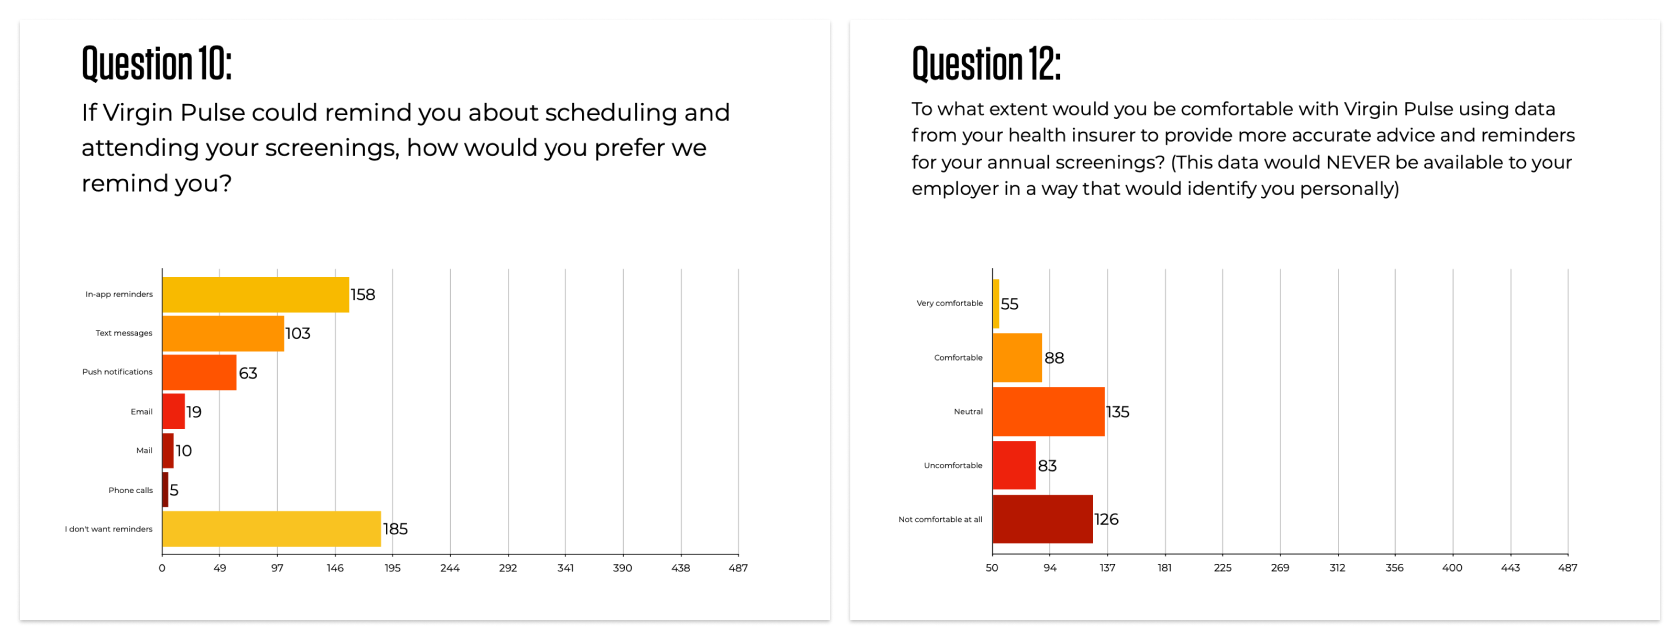 Question 10:
If Virgin Pulse could remind you about scheduling and
attending your screenings, how would you prefer we
remind you?
In-app reminders 158
Text messages 103
Push notifications 63
Email 19
Mail 10
Phone calls 5
I don't want reminders 185
0 49 97 146 195 244 292 341 390 438 487
Question 12:
To what extent would you be comfortable with Virgin Pulse using data
from your health insurer to provide more accurate advice and reminders
for your annual screenings? (This data would NEVER be available to your
employer in a way that would identify you personally)
Very comfortable 55
Comfortable 88
Neutral 135
Uncomfortable 83
Not comfortable at all 126
50 94 137 181 225 269 312 356 400 443 487